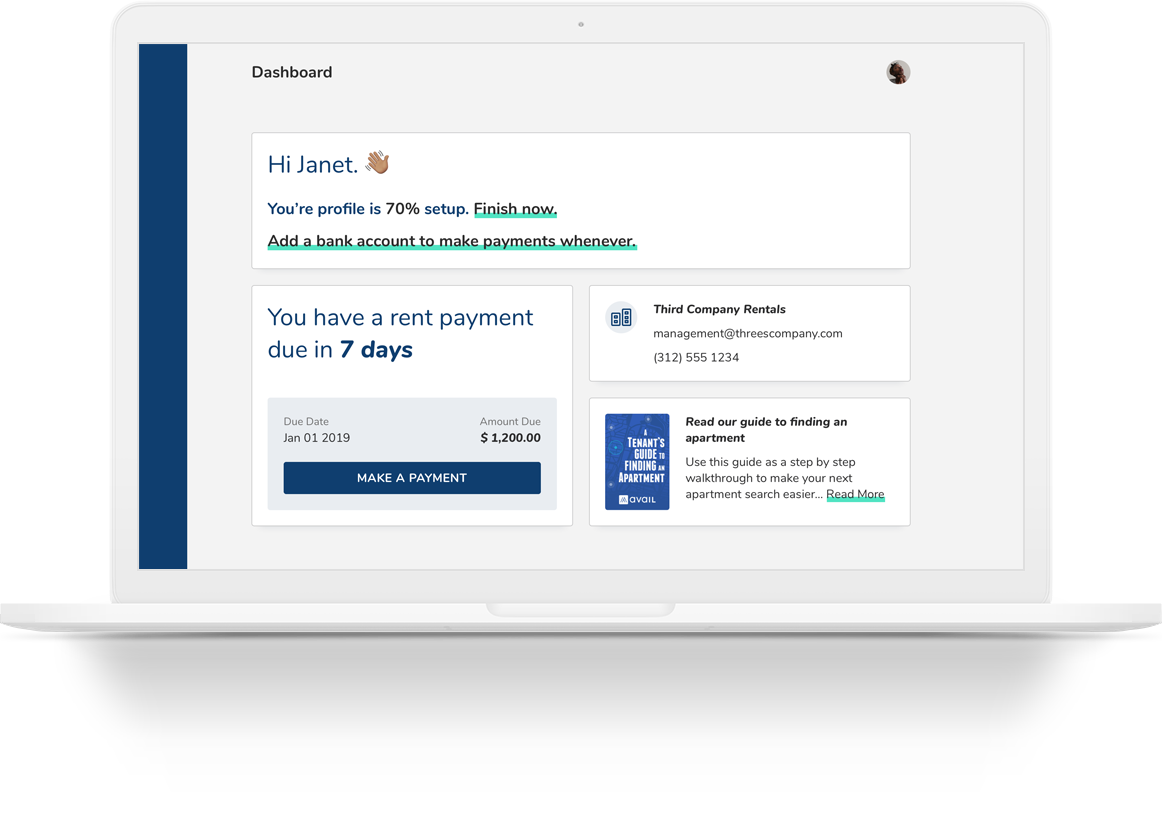 Dashboard
Hi Janet. 👋🏽
You’re profile is 70% setup. Finish now.
Add a bank account to make payments whenever.
You have a rent payment
due in 7 days
Due Date
Amount Due
Jan 01 2019
$ 1,200.00
MAKE A PAYMENT
Third Company Rentals
management@threescompany.com
(312) 555 1234
A
TENANT'S
GUIDE TO
FINDING AN
APARTMENT
avail
Read our guide to finding an
apartment
Use this guide as a step by step
walkthrough to make your next
apartment search easier... Read More